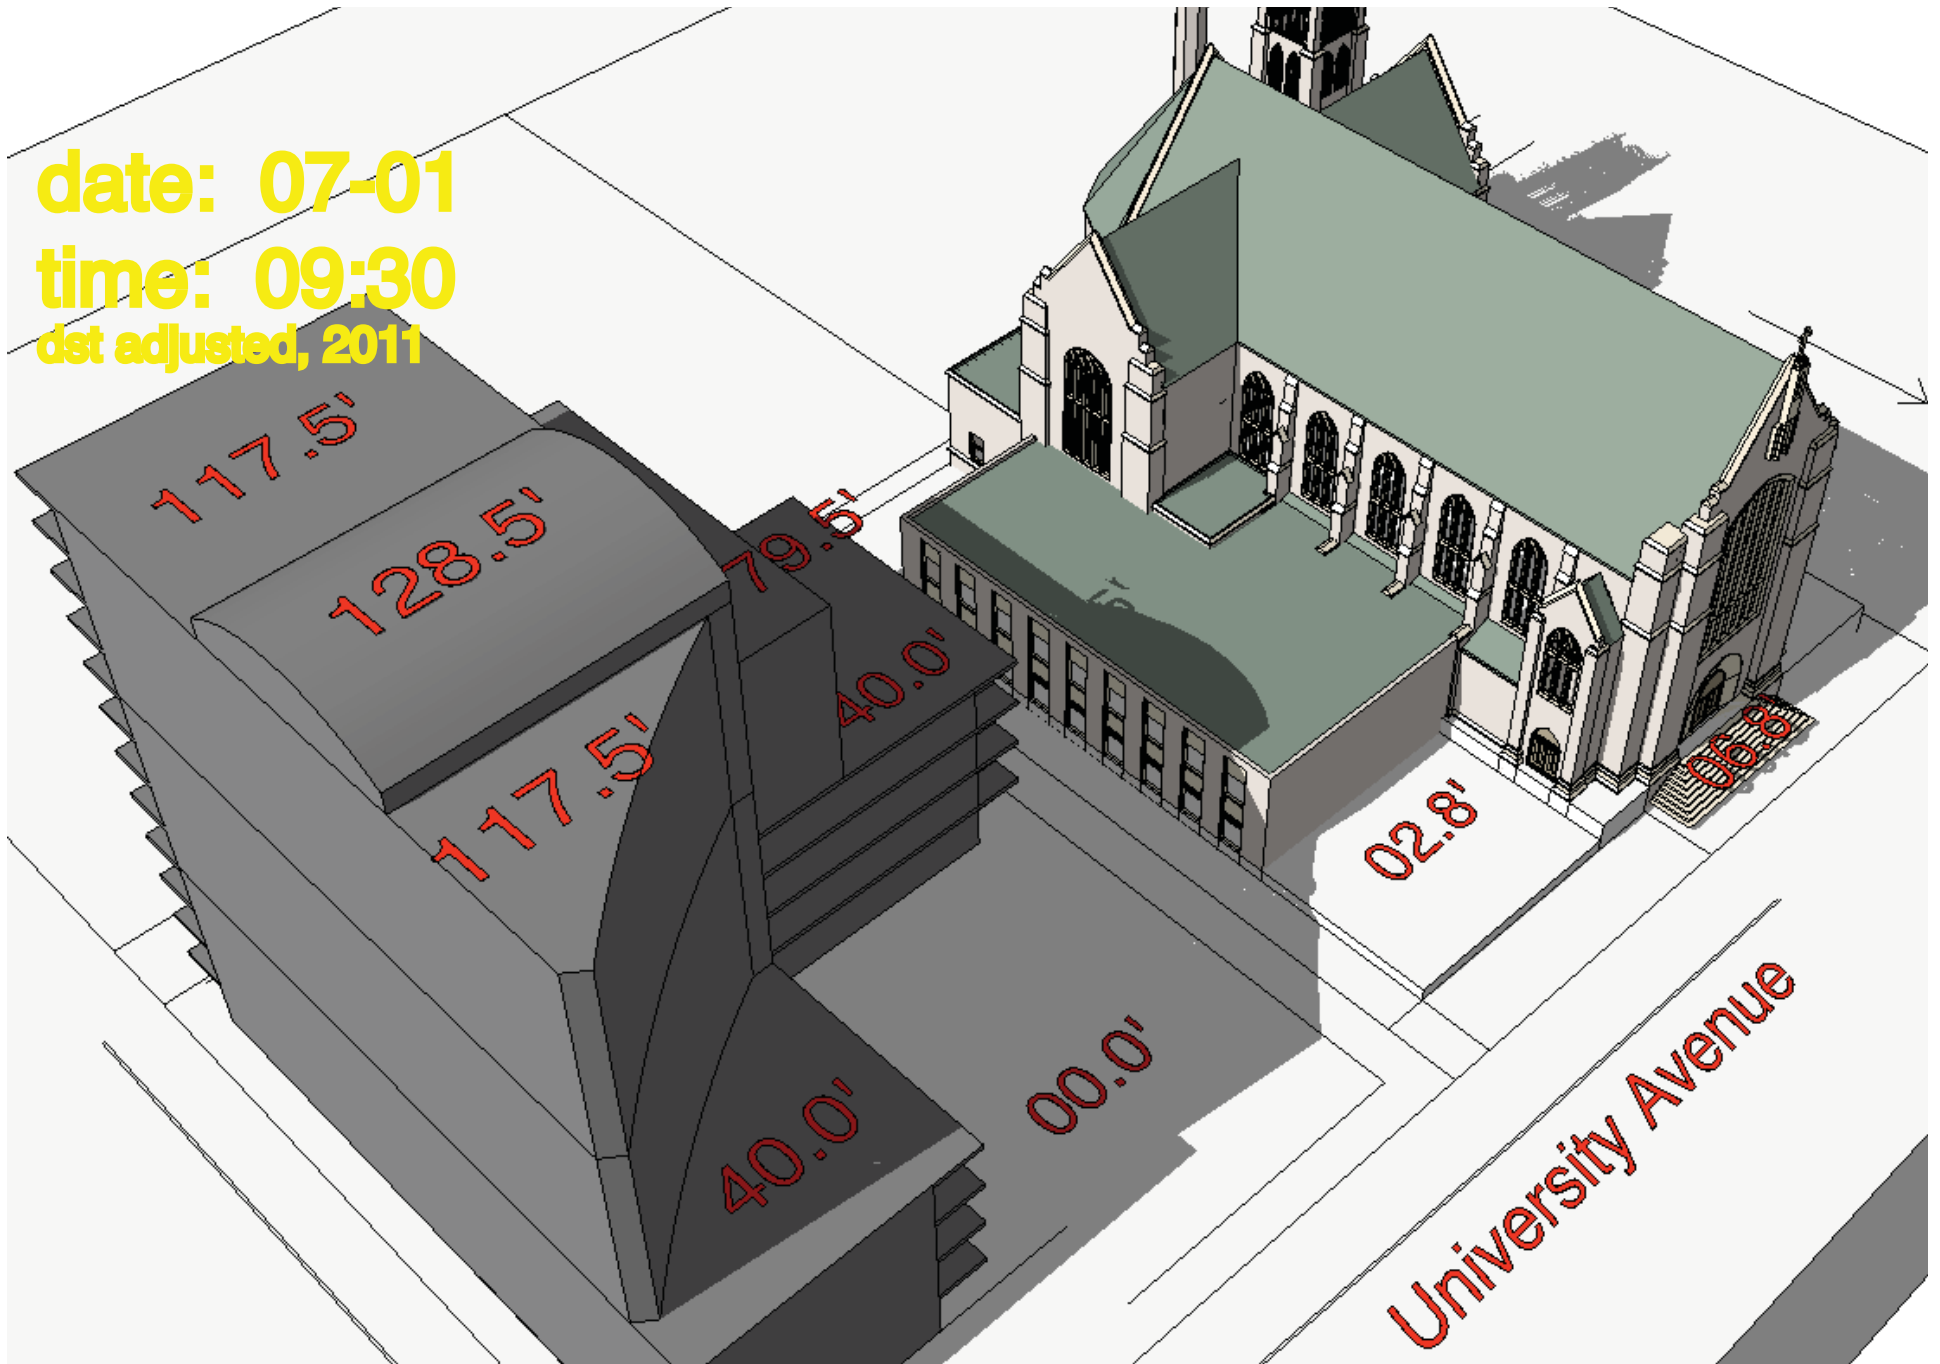 date: 07-01
time: 09:30
dst adjusted, 2011
117.5'
128.5'
79.5'
117.5'
40.0'
06.8'
02.8'
40.0'
00.0'
University Avenue